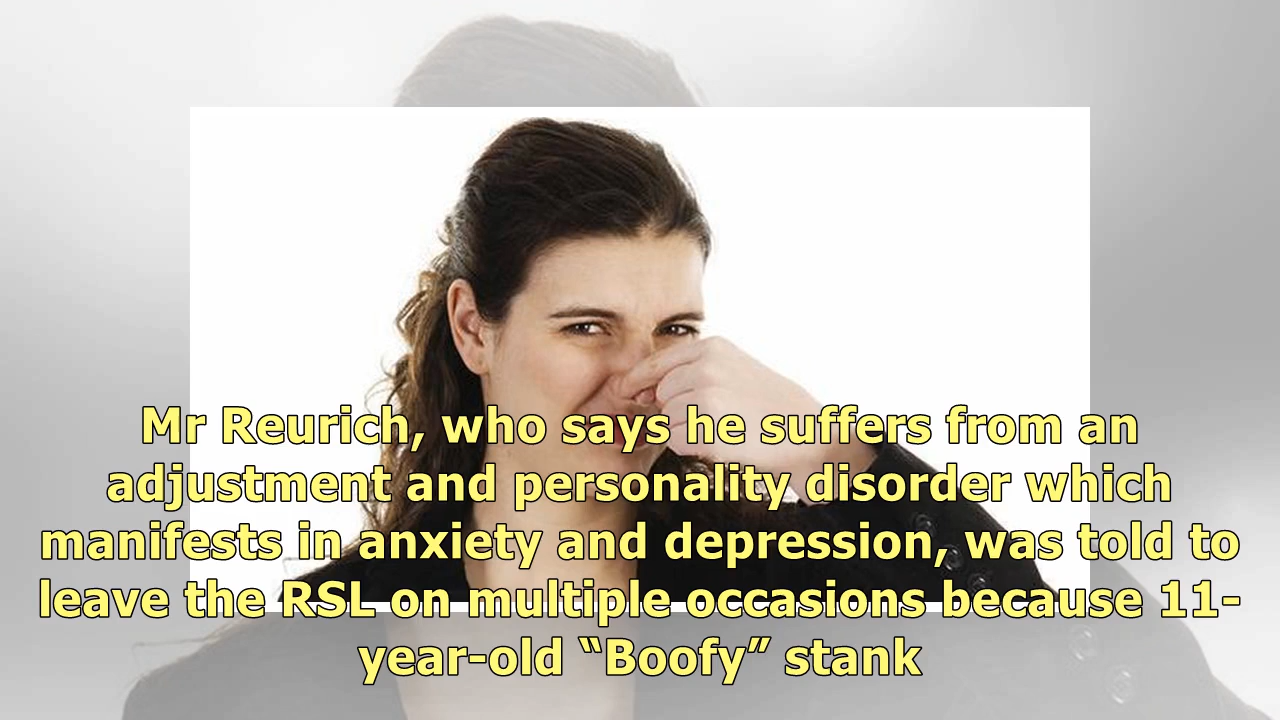 Mr Reurich, who says he suffers from an
adjustment and personality disorder which
manifests in anxiety and depression, was told to
leave the RSL on multiple occasions because 11-
year-old “Boofy” stank